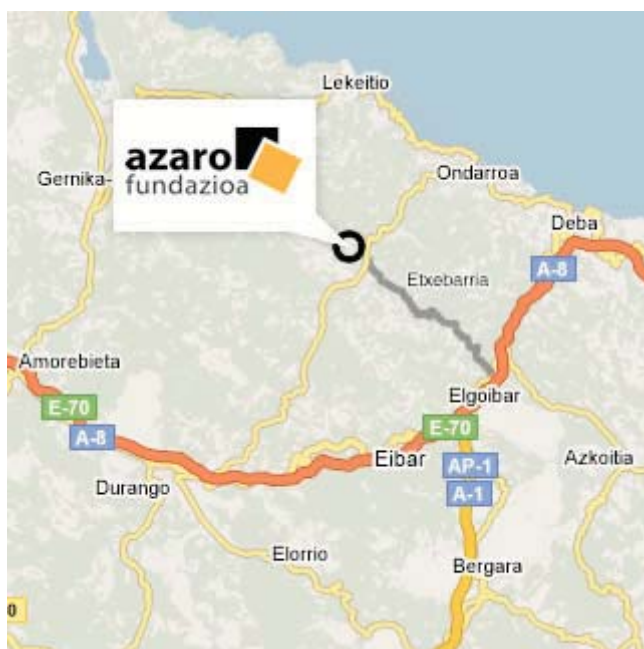 Lekeitio
azaro
fundazioa
Gernika-
Ondarroa
Deba
A-8
Etxebarria
Amorebieta
Elgoibar
E-70
A-8
E-70
Eibar
AP-1
Azkoitia
A-1
Durango
Elorrio
Bergara
0